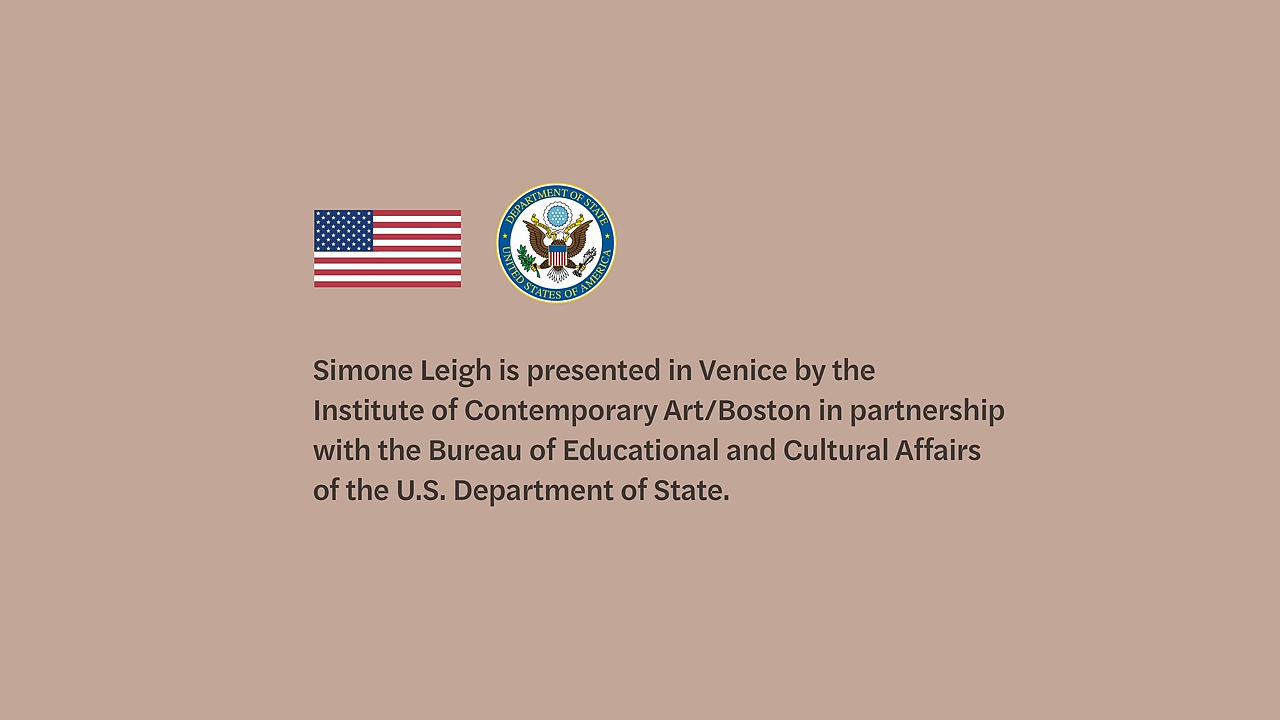 DEPARTMENT OF STATE
UNITED STATES OF AMERICA
Simone Leigh is presented in Venice by the
Institute of Contemporary Art/Boston in partnership
with the Bureau of Educational and Cultural Affairs
of the U.S. Department of State.